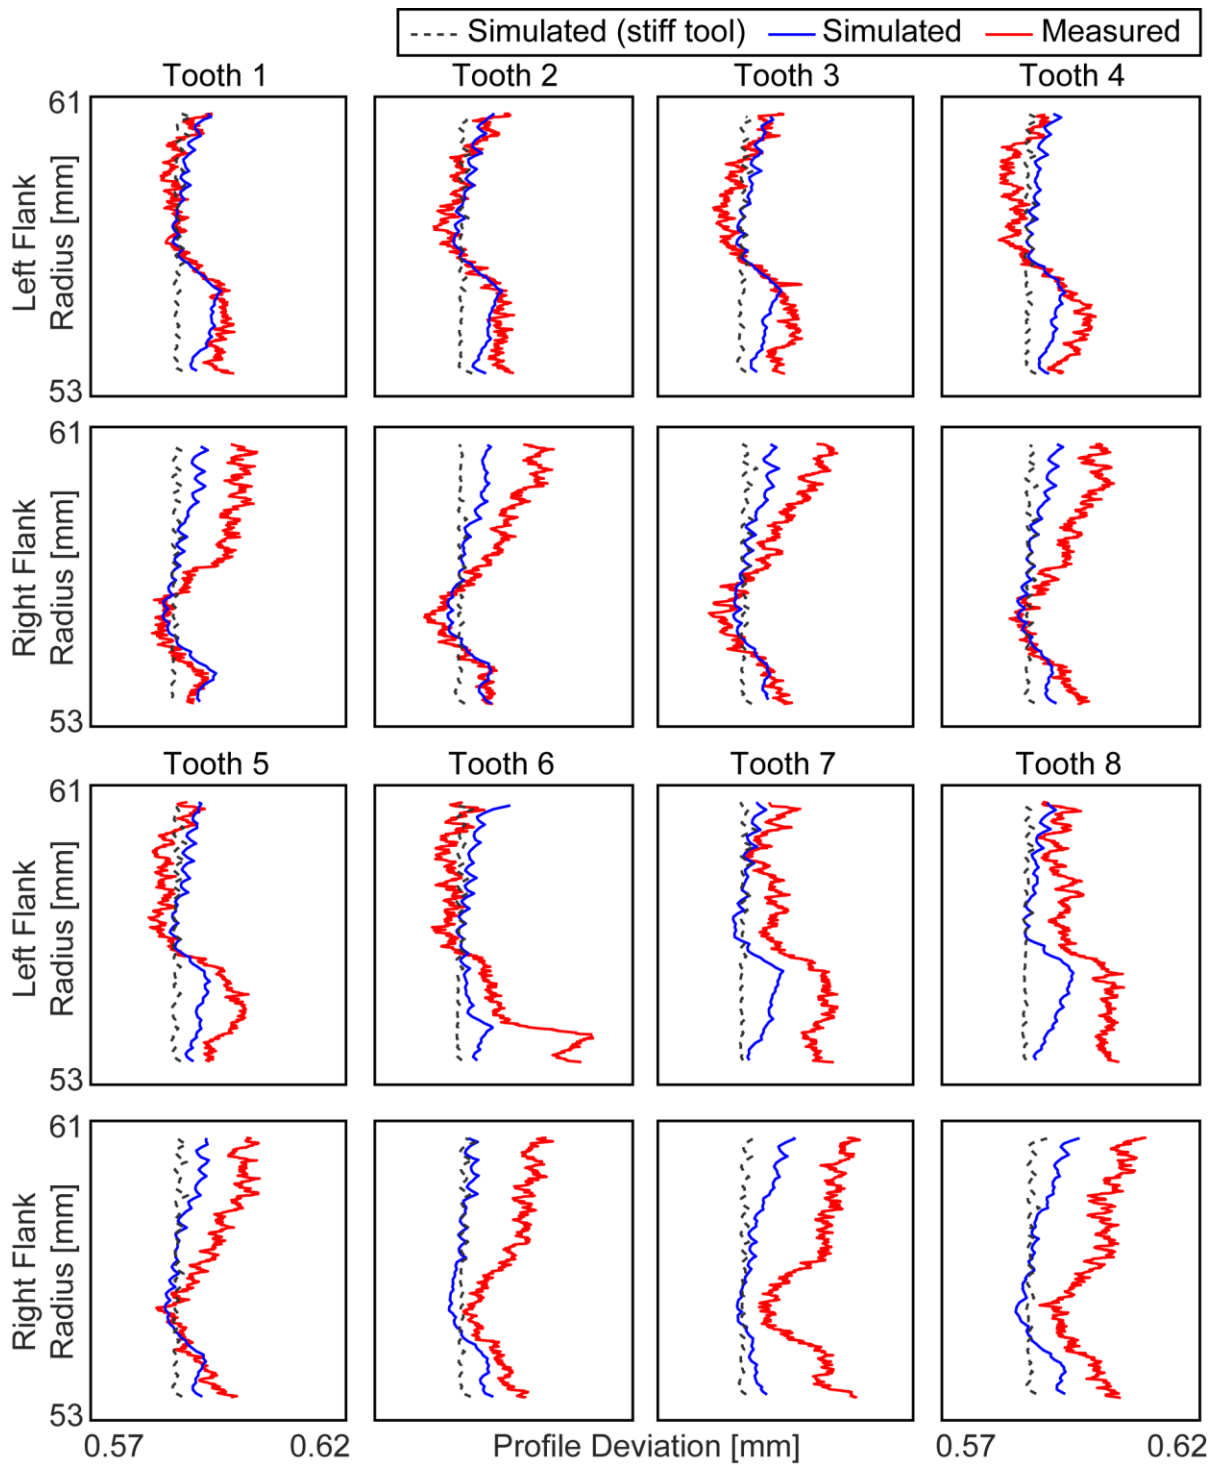 Simulated (stiff tool) Simulated Measured
Tooth 1 Tooth 2 Tooth 3 Tooth 4
61
Left Flank
Radius [mm]
53
61
Right Flank
Radius [mm]
53
Tooth 5 Tooth 6 Tooth 7 Tooth 8
61
Left Flank
Radius [mm]
53
61
Right Flank
Radius [mm]
53
0.57 0.62 Profile Deviation [mm] 0.57 0.62